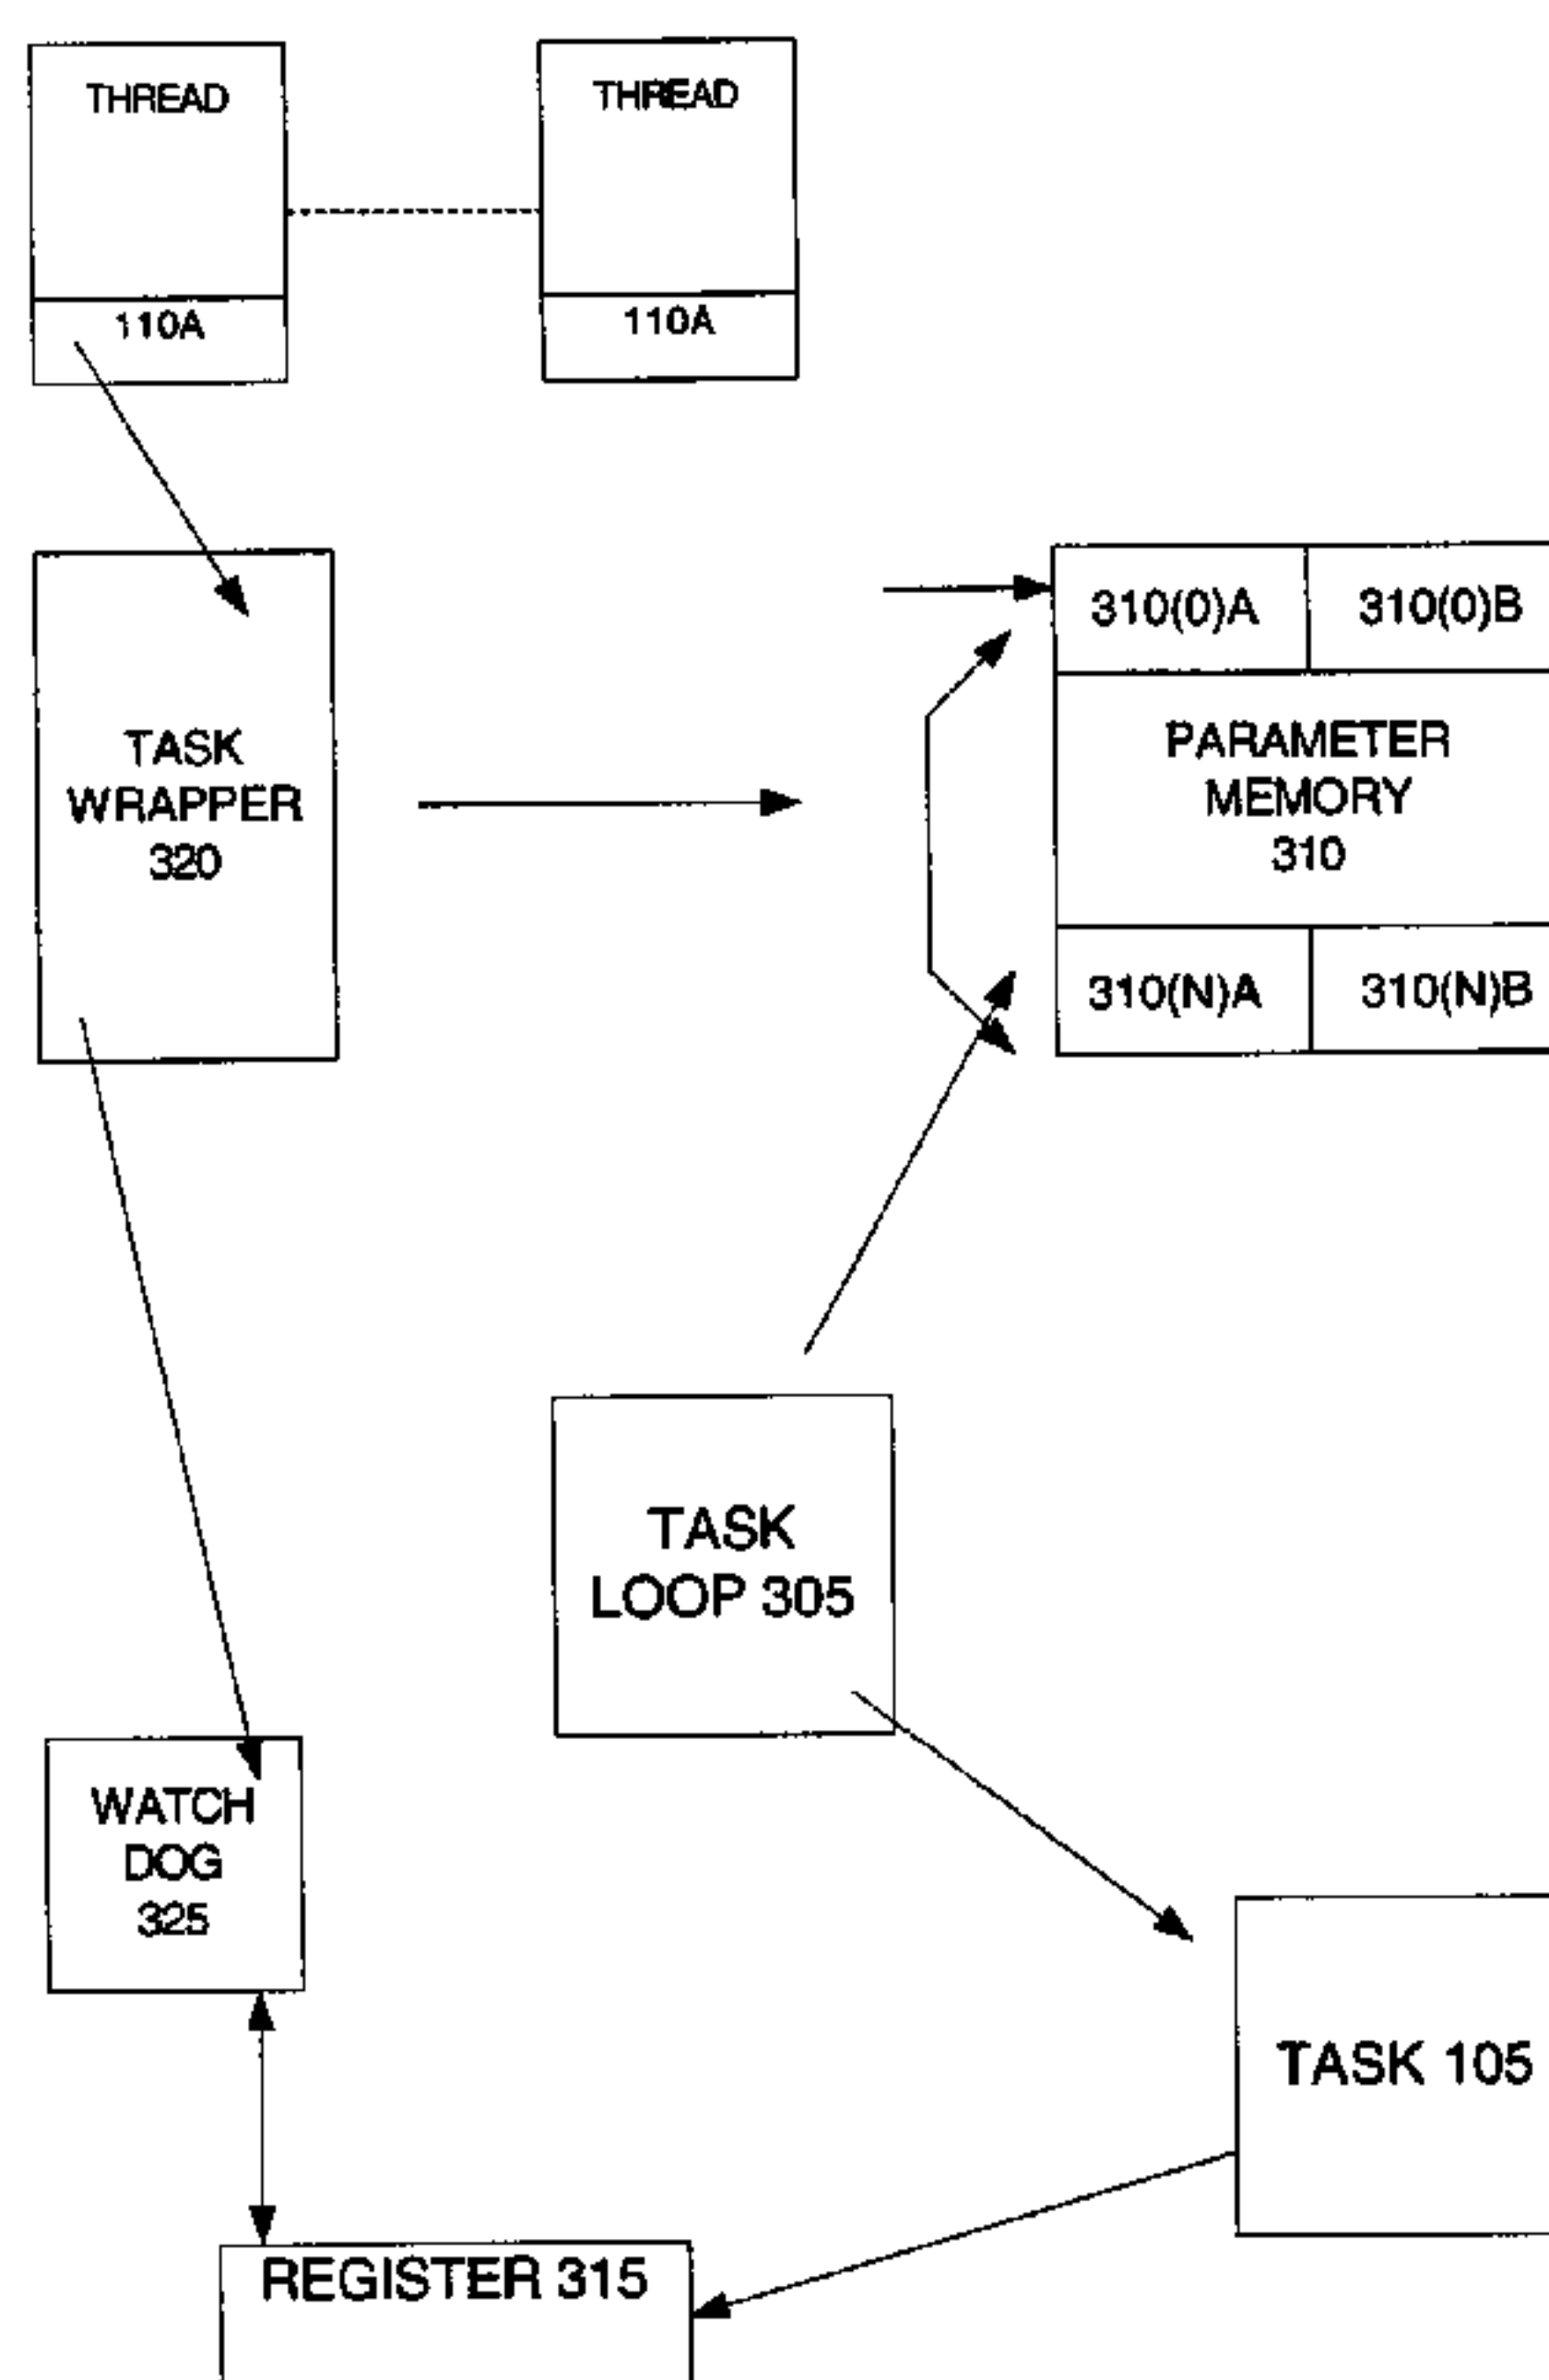 THREAD
THREAD
110A
110A
310(0)A
310(0)B
TASK
WRAPPER
320
PARAMETER
MEMORY
310
310(N)A
310(N)B
TASK
LOOP 305
WATCH
DOG
325
TASK 105
REGISTER 315